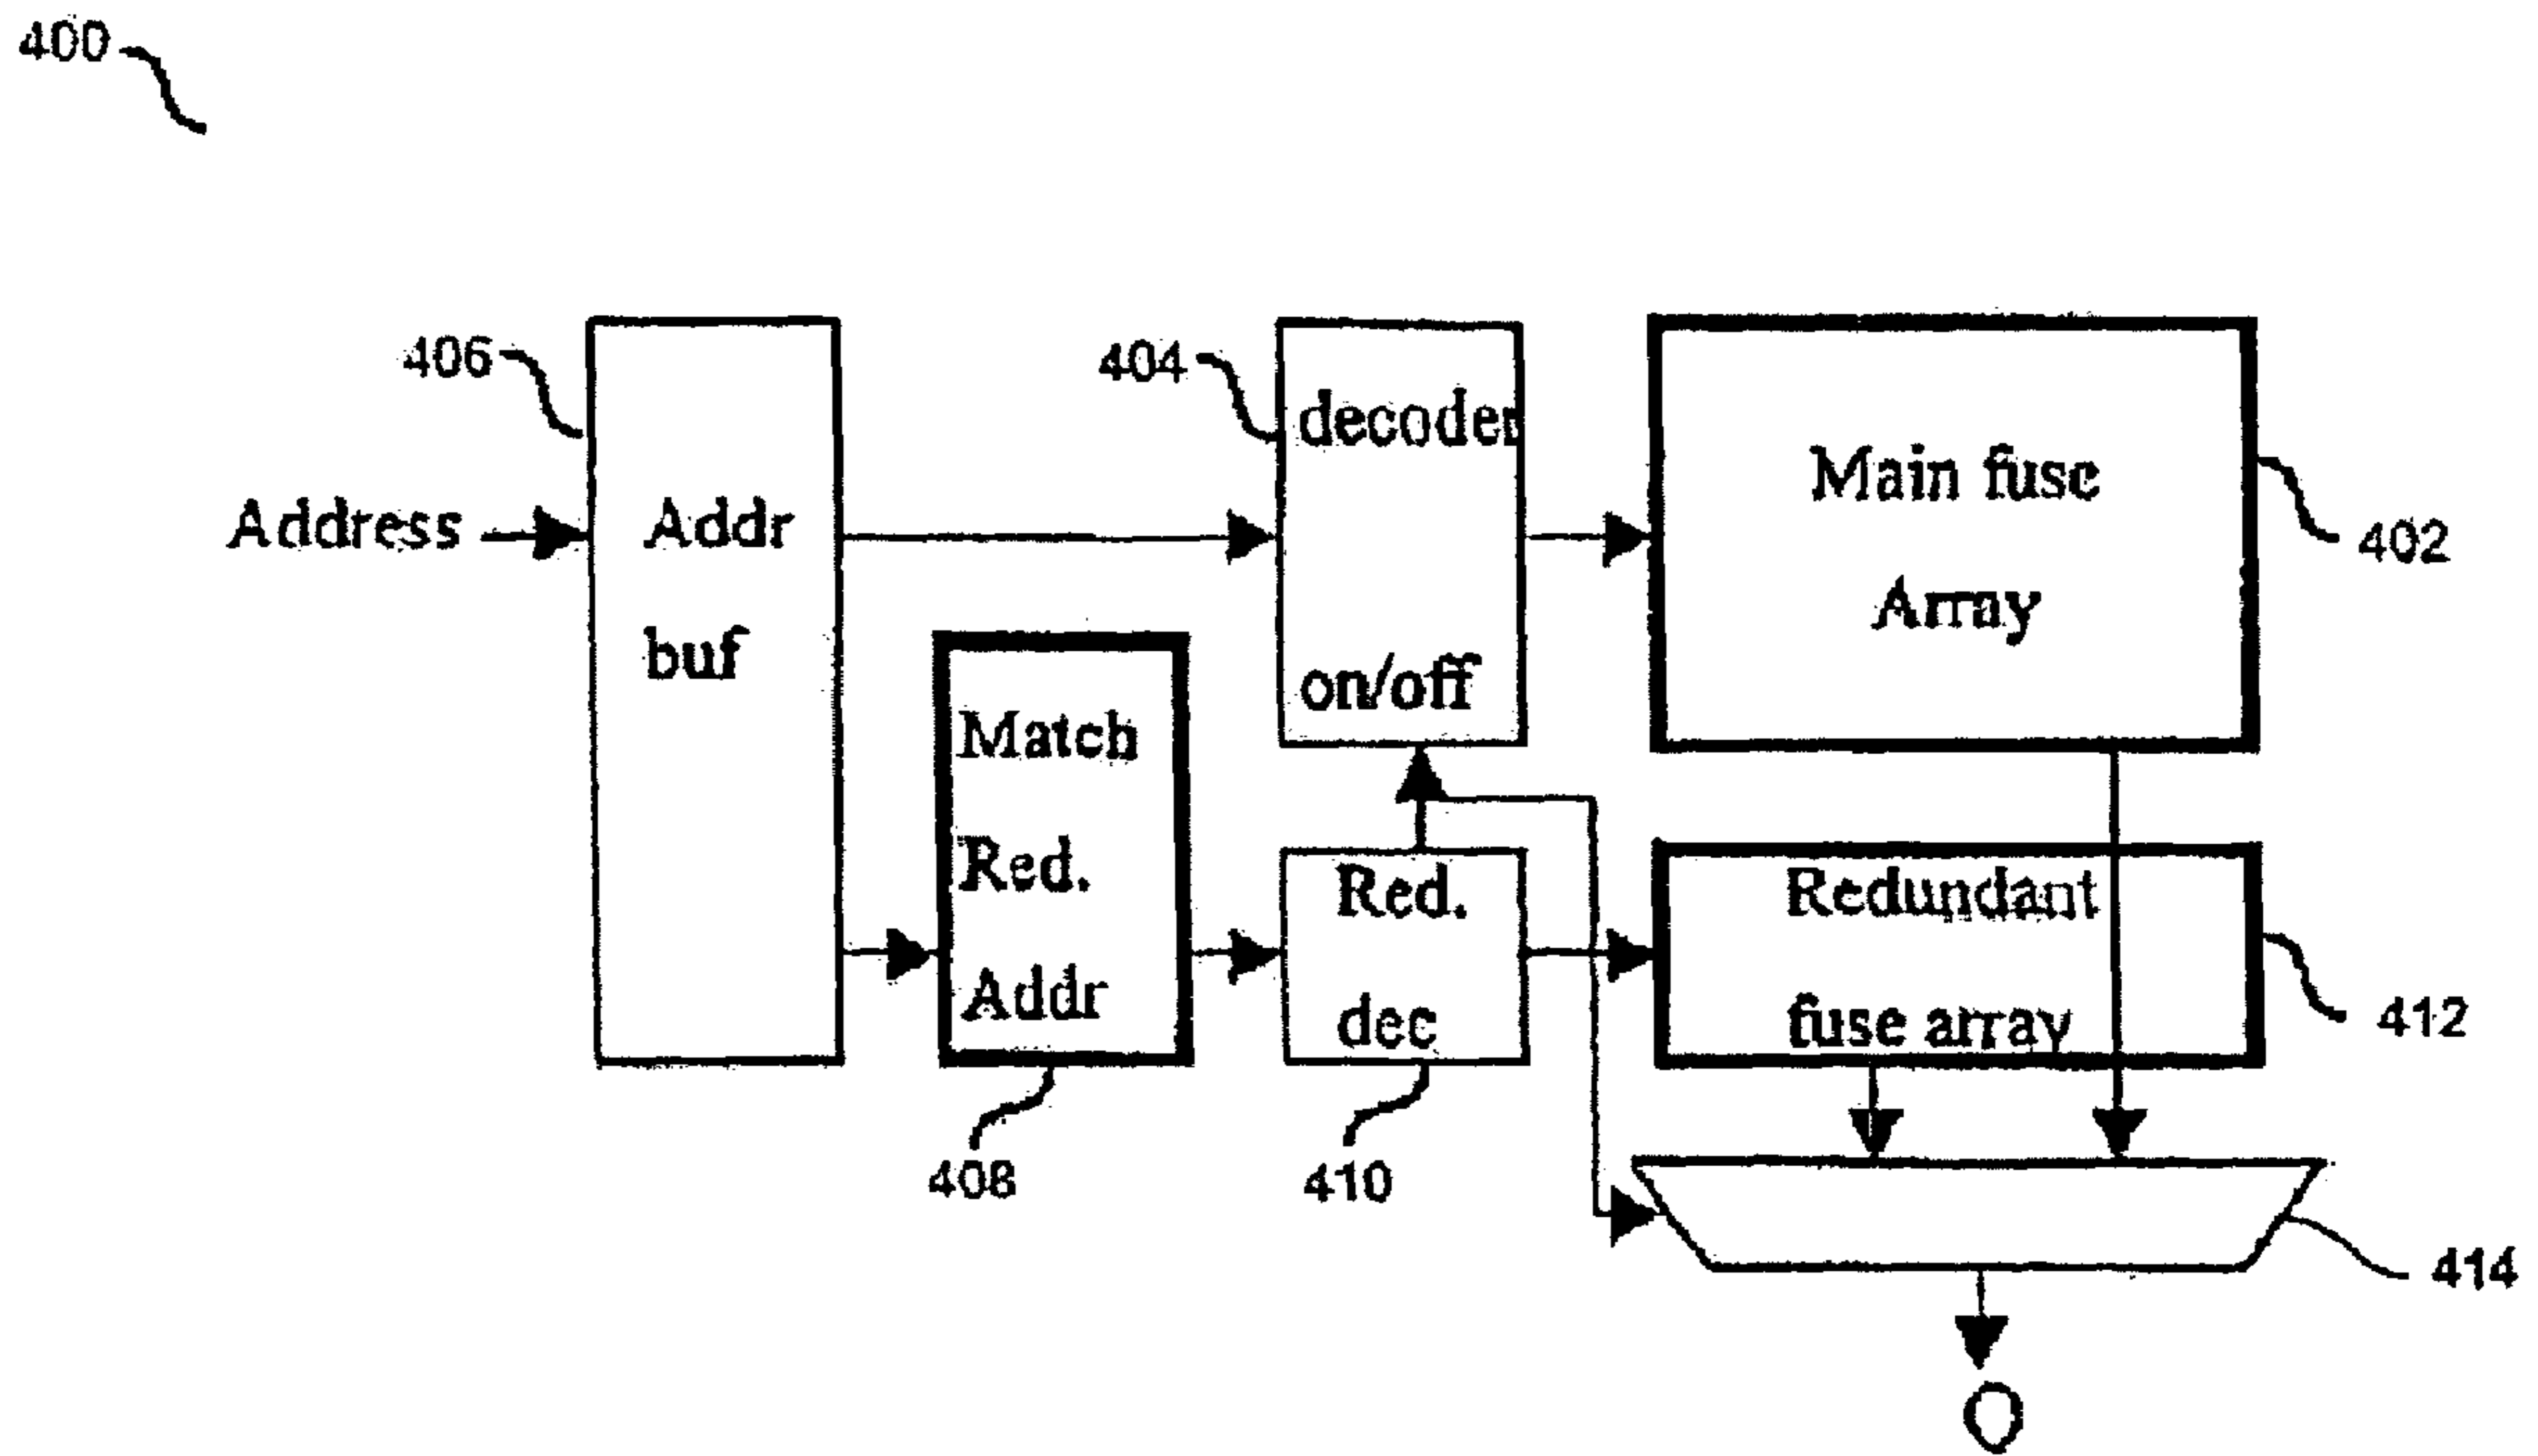 400
406
404
decoder
Main fuse
402
Address
Addr
Array
buf
on/off
Match
Red.
Addr
Red.
dec
Redundant
fuse array
412
408
410
414
O